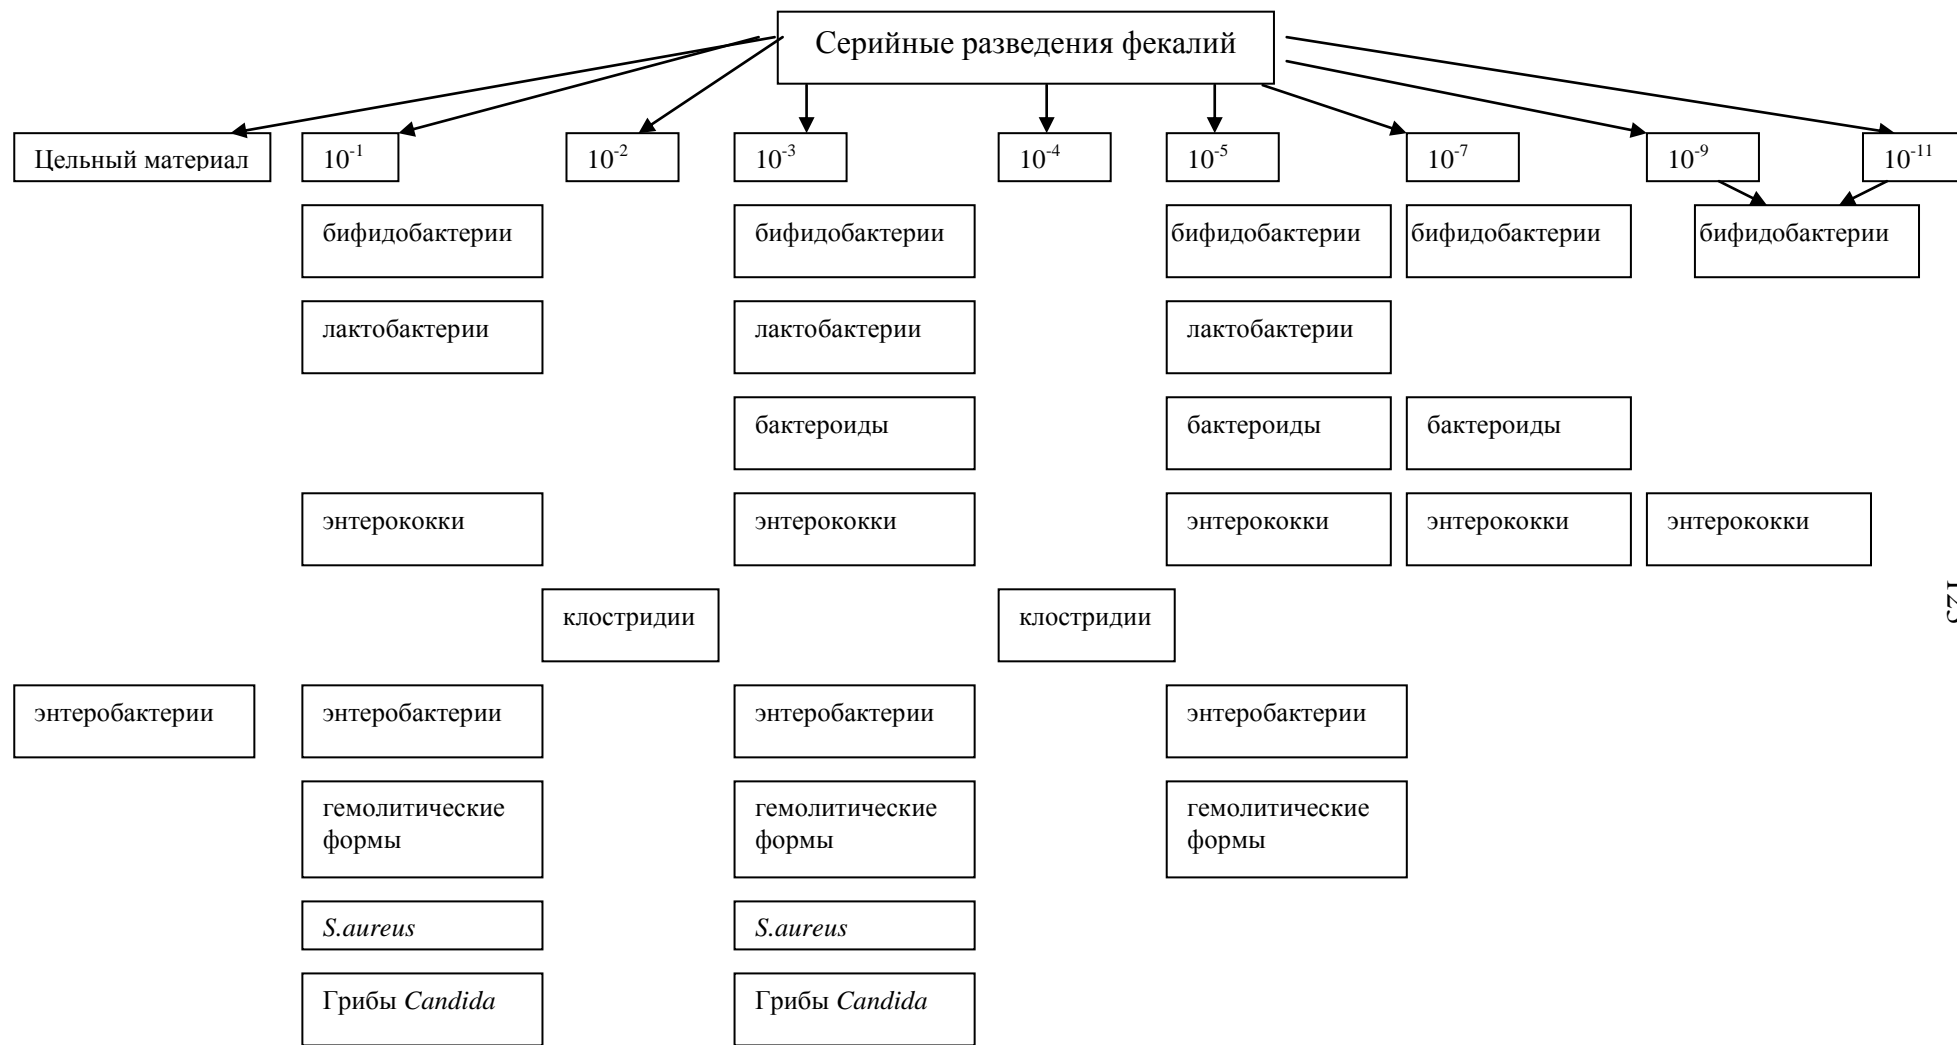 Серийные разведения фекалий
Цельный материал
10⁻¹
10⁻²
10⁻³
10⁻⁴
10⁻⁵
10⁻⁷
10⁻⁹
10⁻¹¹
бифидобактерии
бифидобактерии
бифидобактерии
бифидобактерии
бифидобактерии
лактобактерии
лактобактерии
лактобактерии
бактероиды
бактероиды
бактероиды
энтерококки
энтерококки
энтерококки
энтерококки
энтерококки
клостридии
клостридии
энтеробактерии
энтеробактерии
энтеробактерии
энтеробактерии
гемолитические
формы
гемолитические
формы
гемолитические
формы
S.aureus
S.aureus
Грибы Candida
Грибы Candida